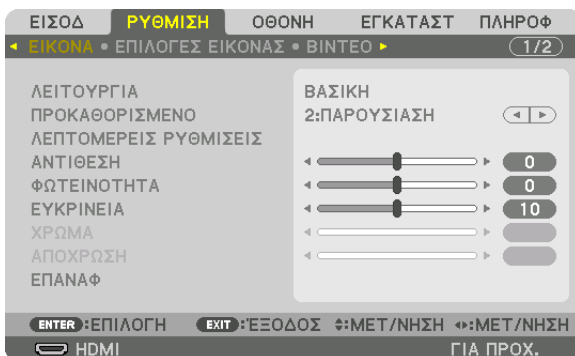 ΕΙΣΟΔ ΡΥΘΜΙΣΗ ΟΘΟΝΗ ΕΓΚΑΤΑΣΤ ΠΛΗΡΟΦ
◂ ΕΙΚΟΝΑ • ΕΠΙΛΟΓΕΣ ΕΙΚΟΝΑΣ • ΒΙΝΤΕΟ ▸ 1/2
ΛΕΙΤΟΥΡΓΙΑ ΒΑΣΙΚΗ
ΠΡΟΚΑΘΟΡΙΣΜΕΝΟ 2:ΠΑΡΟΥΣΙΑΣΗ
ΛΕΠΤΟΜΕΡΕΙΣ ΡΥΘΜΙΣΕΙΣ
ΑΝΤΙΘΕΣΗ 0
ΦΩΤΕΙΝΟΤΗΤΑ 0
ΕΥΚΡΙΝΕΙΑ 10
ΧΡΩΜΑ
ΑΠΟΧΡΩΣΗ
ΕΠΑΝΑΦ
ENTER :ΕΠΙΛΟΓΗ EXIT :ΈΞΟΔΟΣ ♦:ΜΕΤ/ΝΗΣΗ ◂▸:ΜΕΤ/ΝΗΣΗ
HDMI ΓΙΑ ΠΡΟΧ.